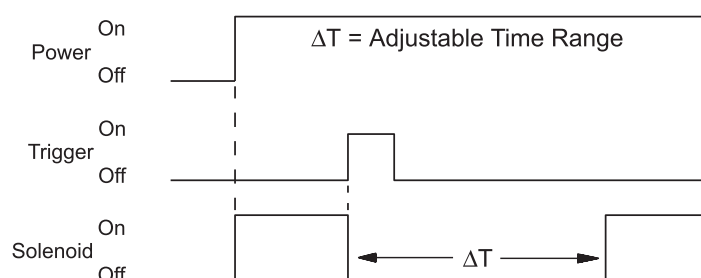 On
ΔT = Adjustable Time Range
Power
Off
On
Trigger
Off
On
Solenoid
ΔT
Off